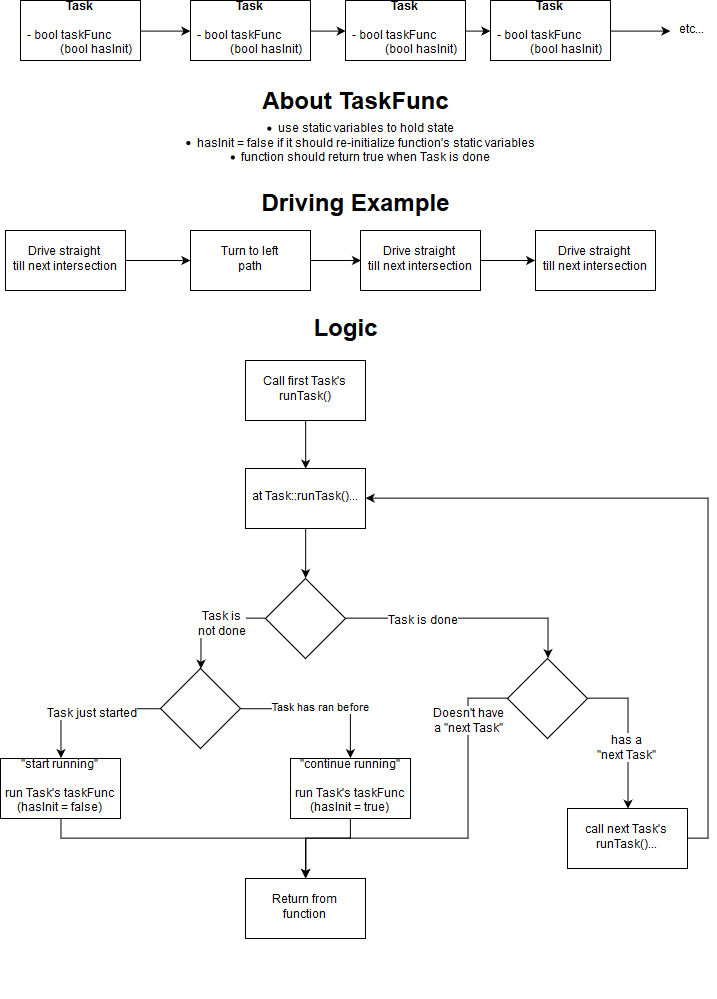 Task
- bool taskFunc
(bool hasInit)
Task
- bool taskFunc
(bool hasInit)
Task
- bool taskFunc
(bool hasInit)
Task
- bool taskFunc
(bool hasInit)
etc...
About TaskFunc
• use static variables to hold state
• hasInit = false if it should re-initialize function's static variables
• function should return true when Task is done
Driving Example
Drive straight
till next intersection
Turn to left
path
Drive straight
till next intersection
Drive straight
till next intersection
Logic
Call first Task's
runTask()
at Task::runTask()...
Task is
not done
Task is done
Task just started
Task has ran before
Doesn't have
a "next Task"
has a
"next Task"
"start running"
run Task's taskFunc
(hasInit = false)
"continue running"
run Task's taskFunc
(hasInit = true)
call next Task's
runTask()...
Return from
function